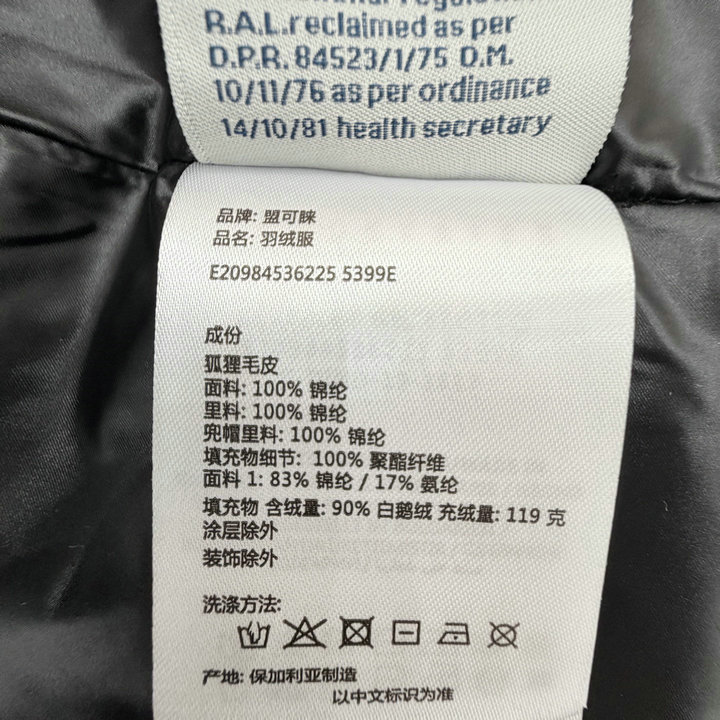 R.A.L. reclaimed as per
D.P.R. 84523/1/75 D.M.
10/11/76 as per ordinance
14/10/81 health secretary
品牌: 盟可睐
品名: 羽绒服
E20984536225 5399E
成份
狐狸毛皮
面料: 100% 锦纶
里料: 100% 锦纶
兜帽里料: 100% 锦纶
填充物细节: 100% 聚酯纤维
面料 1: 83% 锦纶 / 17% 氨纶
填充物 含绒量: 90% 白鹅绒 充绒量: 119 克
涂层除外
装饰除外
洗涤方法:
产地: 保加利亚制造
以中文标识为准